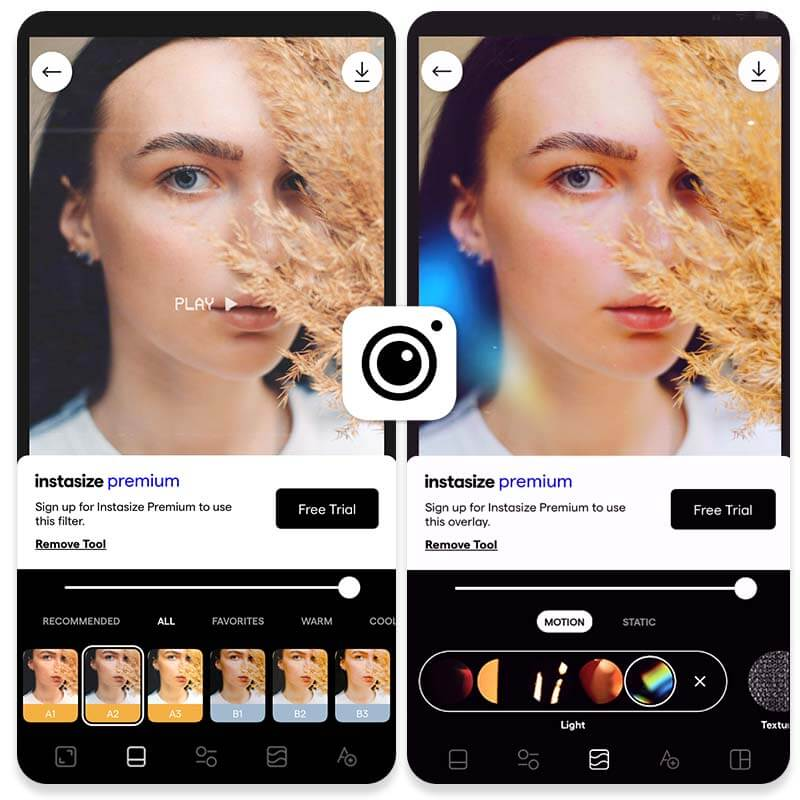 PLAY
instasize premium
Sign up for Instasize Premium to use
this filter.
Free Trial
Remove Tool
RECOMMENDED ALL FAVORITES WARM COOL
A1 A2 A3 B1 B2 B3
instasize premium
Sign up for Instasize Premium to use
this overlay.
Free Trial
Remove Tool
MOTION STATIC
Light Textu